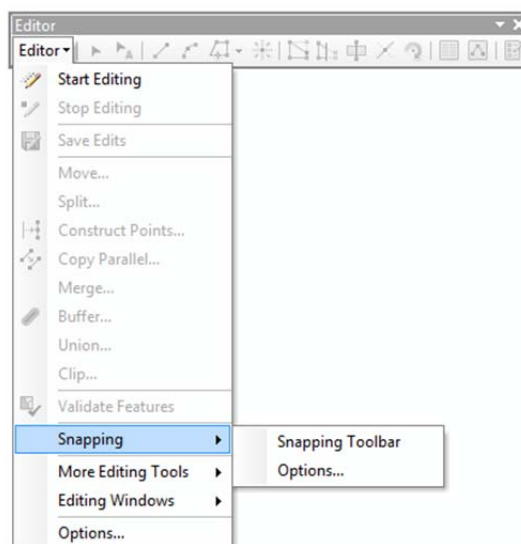 Editor
Editor
Start Editing
Stop Editing
Save Edits
Move...
Split...
Construct Points...
Copy Parallel...
Merge...
Buffer...
Union...
Clip...
Validate Features
Snapping
Snapping Toolbar
Options...
More Editing Tools
Editing Windows
Options...